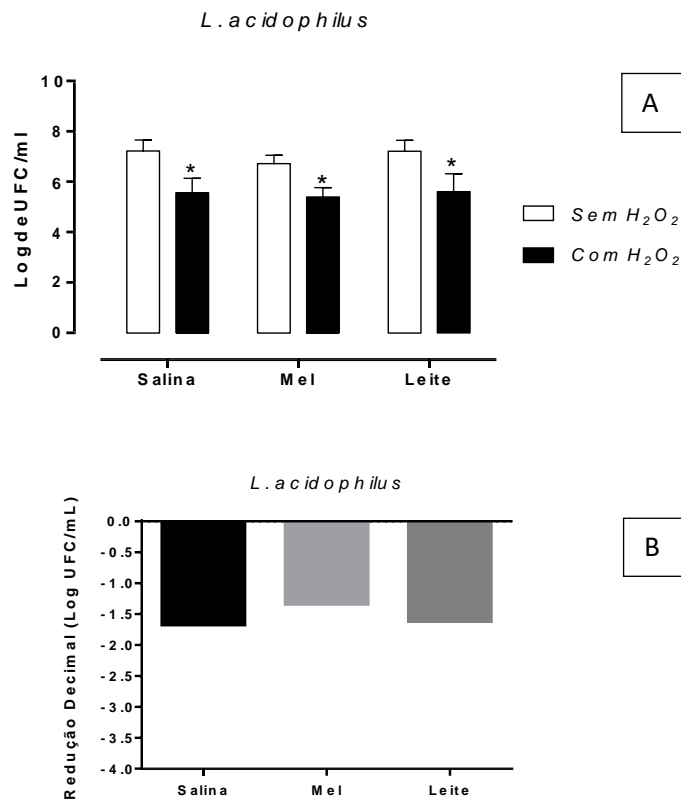 L. acidophilus
A
Log de UFC/ml
10
8
6
4
2
0
*
*
*
Sem H₂O₂
Com H₂O₂
Salina Mel Leite
L. acidophilus
B
Redução Decimal (Log UFC/mL)
0.0
-0.5
-1.0
-1.5
-2.0
-2.5
-3.0
-3.5
-4.0
Salina Mel Leite